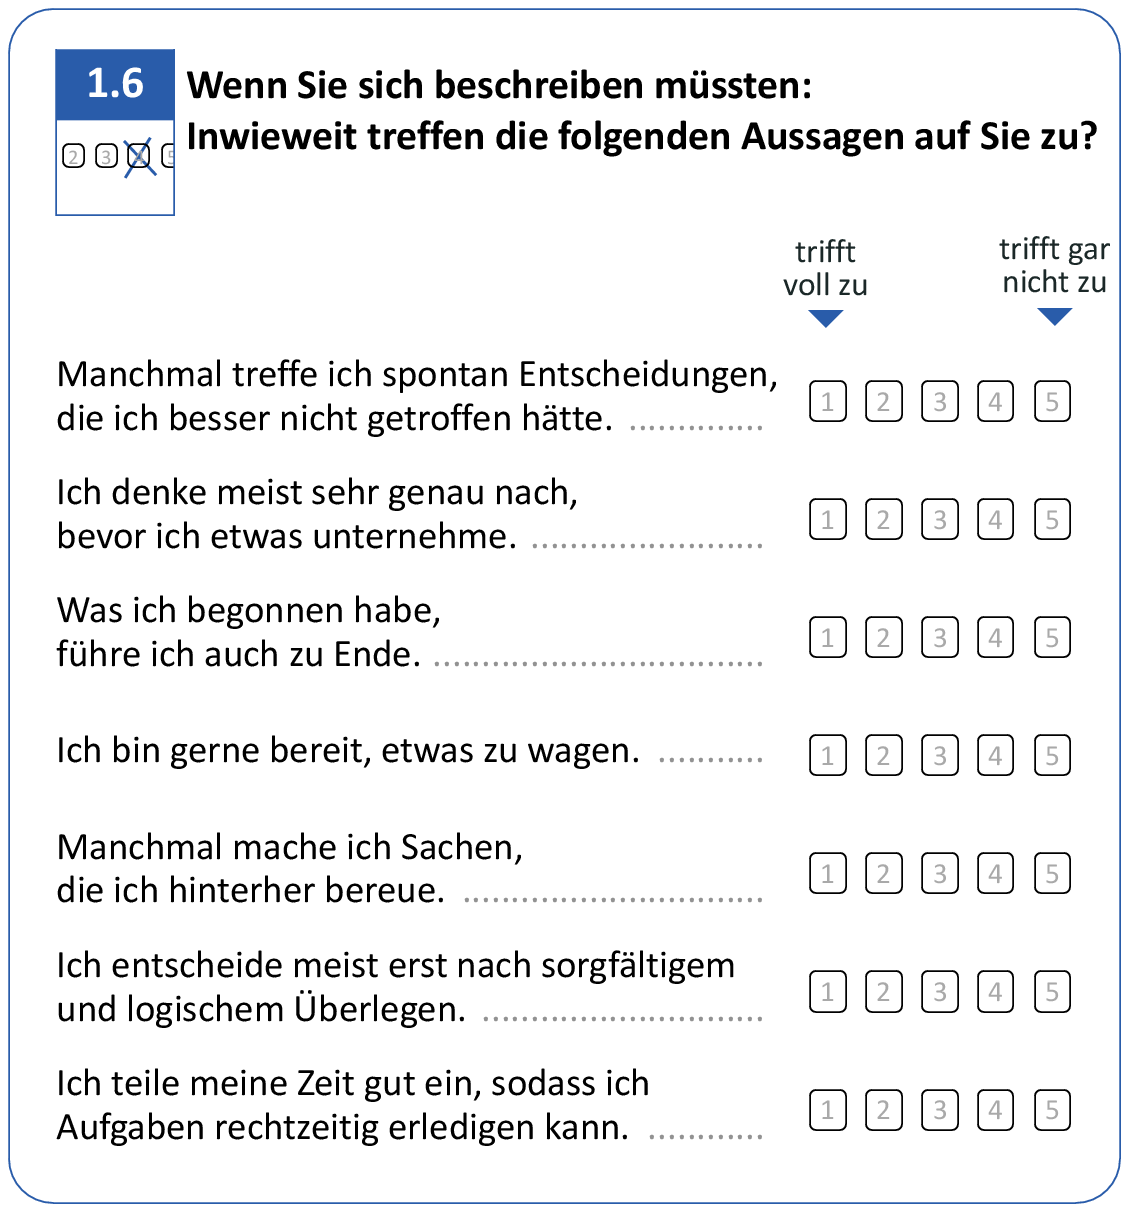 1.6
Wenn Sie sich beschreiben müssten:
Inwieweit treffen die folgenden Aussagen auf Sie zu?
2 3 4 5
trifft
voll zu
trifft gar
nicht zu
Manchmal treffe ich spontan Entscheidungen,
die ich besser nicht getroffen hätte. ..............
1 2 3 4 5
Ich denke meist sehr genau nach,
bevor ich etwas unternehme. ........................
1 2 3 4 5
Was ich begonnen habe,
führe ich auch zu Ende. ..................................
1 2 3 4 5
Ich bin gerne bereit, etwas zu wagen. ...........
1 2 3 4 5
Manchmal mache ich Sachen,
die ich hinterher bereue. ...............................
1 2 3 4 5
Ich entscheide meist erst nach sorgfältigem
und logischem Überlegen. .............................
1 2 3 4 5
Ich teile meine Zeit gut ein, sodass ich
Aufgaben rechtzeitig erledigen kann. ............
1 2 3 4 5